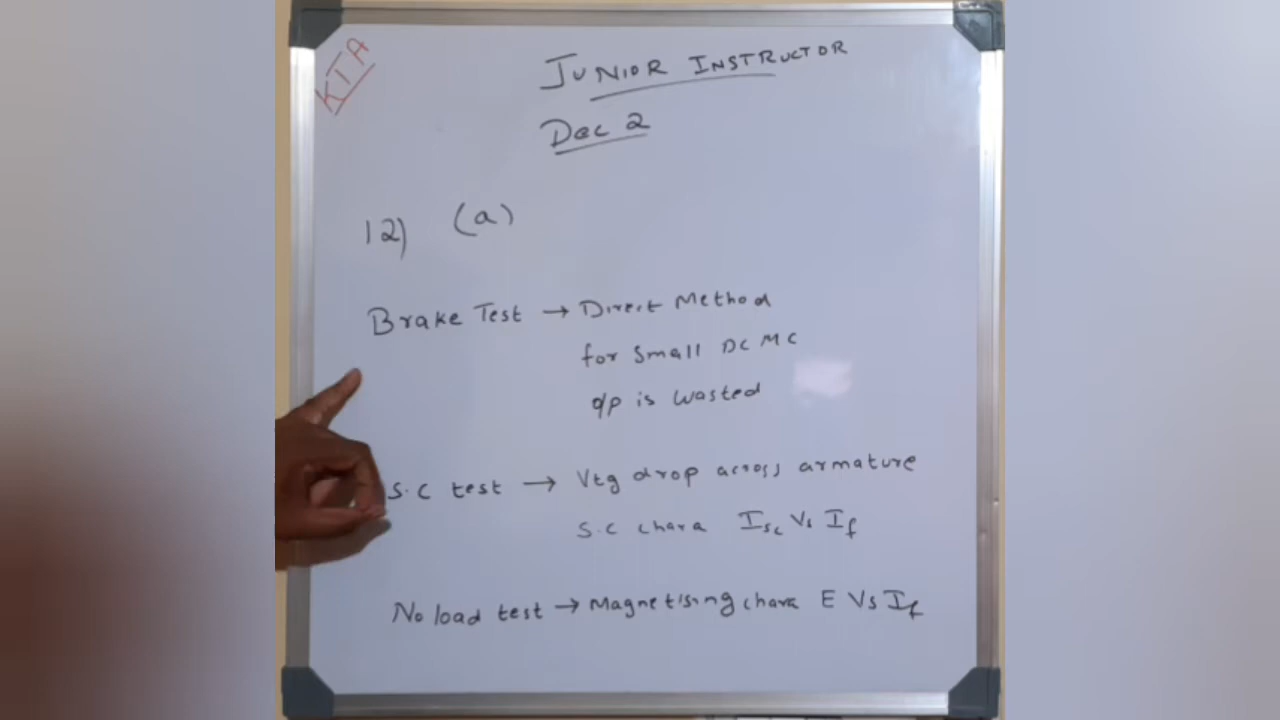 KITA
JUNIOR INSTRUCTOR
Dec 2
12) (a)
Brake Test → Direct Method
for small DC MC
o/p is wasted
S.C test → Vtg drop across armature
S.C chara Isc Vs If
No load test → Magnetising chara E Vs If